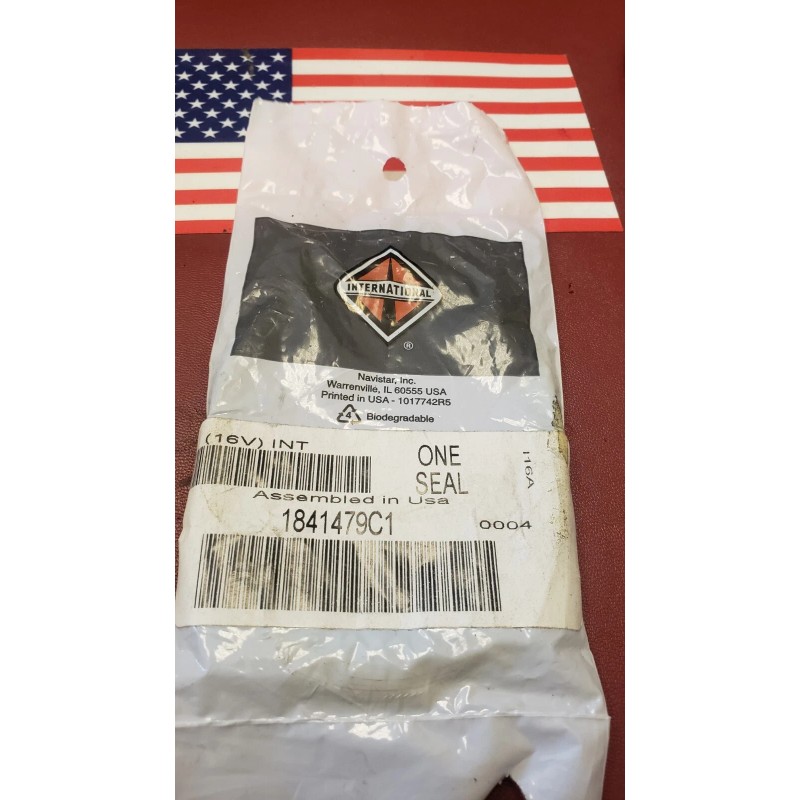 INTERNATIONAL
®
Navistar, Inc.
Warrenville, IL 60555 USA
Printed in USA - 1017742R5
4 Biodegradable
(16V) INT
ONE
SEAL
I16A
Assembled in Usa
1841479C1
0004